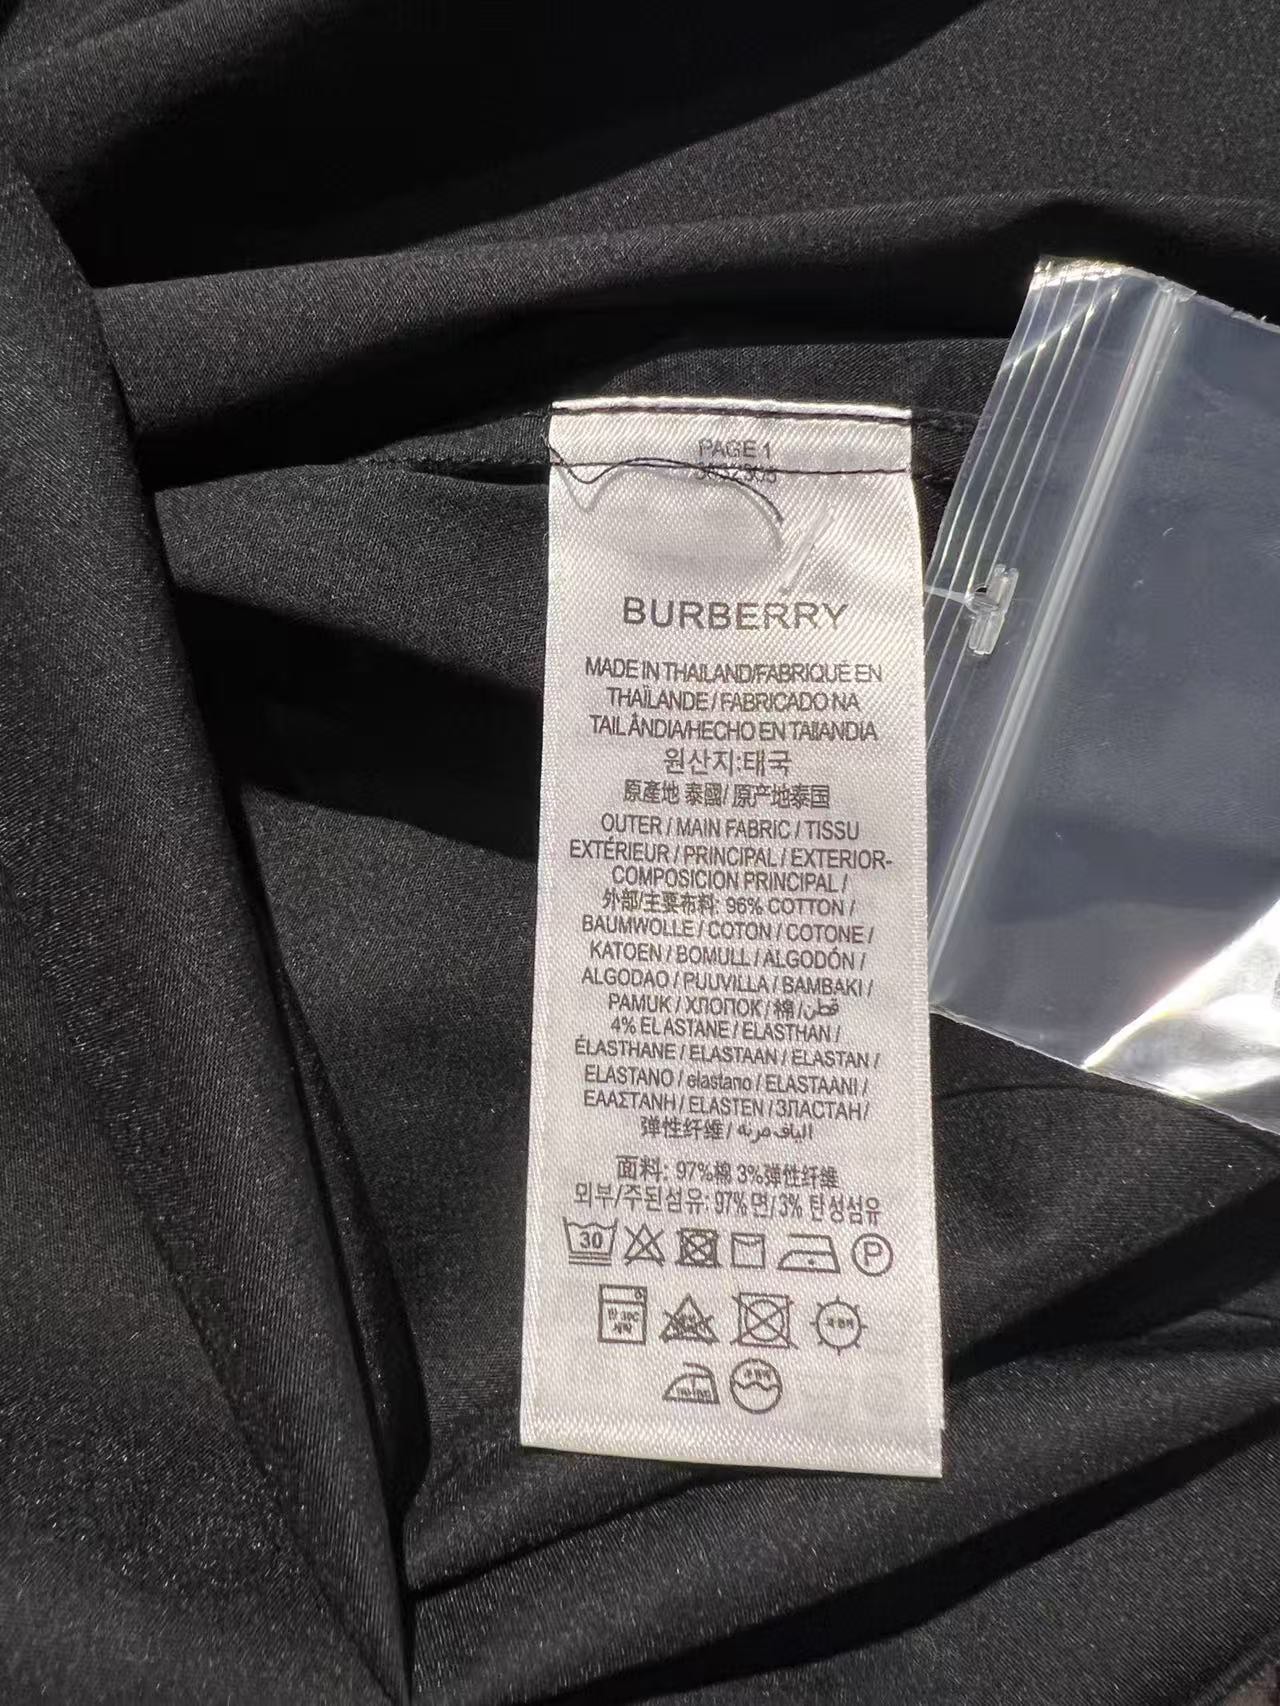 PAGE 1
BURBERRY
MADE IN THAILAND/FABRIQUÉ EN
THAÏLANDE / FABRICADO NA
TAILÂNDIA/HECHO EN TAILANDIA
원산지:태국
原產地 泰國/ 原产地泰国
OUTER / MAIN FABRIC / TISSU
EXTÉRIEUR / PRINCIPAL / EXTERIOR-
COMPOSICION PRINCIPAL /
外部/主要布料: 96% COTTON /
BAUMWOLLE / COTON / COTONE /
KATOEN / BOMULL / ALGODÓN /
ALGODAO / PUUVILLA / BAMBAKI /
PAMUK / ХЛОПОК / 棉 / قطن
4% ELASTANE / ELASTHAN /
ÉLASTHANE / ELASTAAN / ELASTAN /
ELASTANO / elastano / ELASTAANI /
ΕΛΑΣΤΑΝΗ / ELASTEN / ЭЛАСТАН /
弹性纤维 / الياف مرنه
面料: 97%棉 3%弹性纤维
외부/주된섬유: 97% 면/3% 탄성섬유
30 P